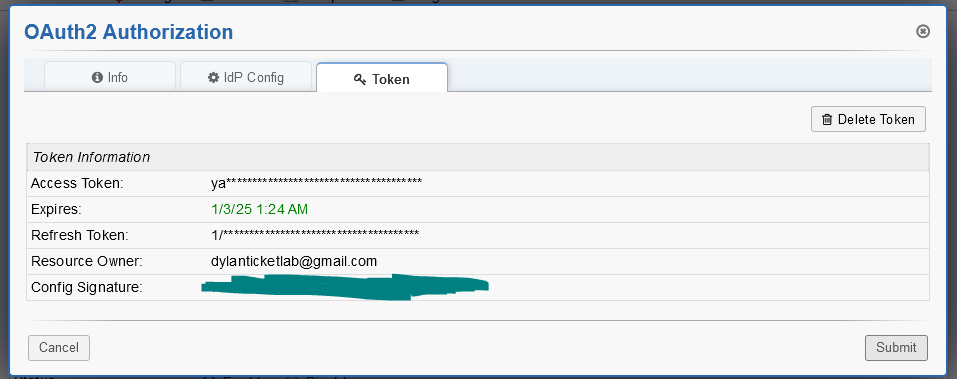 OAuth2 Authorization
Info
IdP Config
Token
Delete Token
Token Information
Access Token: ya**************************************
Expires: 1/3/25 1:24 AM
Refresh Token: 1/**************************************
Resource Owner: dylanticketlab@gmail.com
Config Signature:
Cancel
Submit